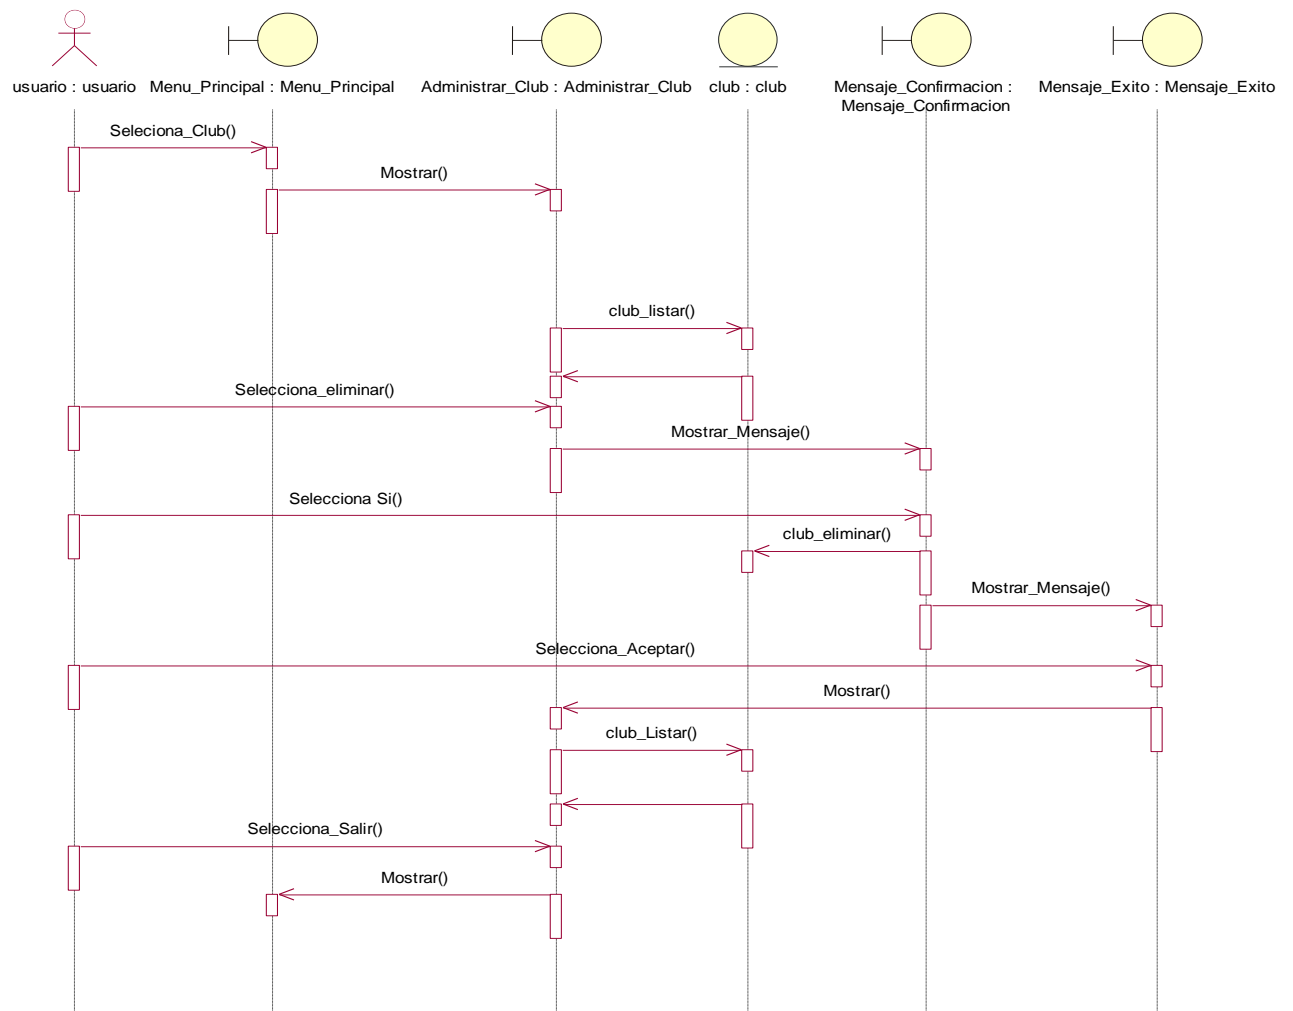 usuario : usuario
Menu_Principal : Menu_Principal
Administrar_Club : Administrar_Club
club : club
Mensaje_Confirmacion :
Mensaje_Confirmacion
Mensaje_Exito : Mensaje_Exito
Seleciona_Club()
Mostrar()
club_listar()
Selecciona_eliminar()
Mostrar_Mensaje()
Selecciona Si()
club_eliminar()
Mostrar_Mensaje()
Selecciona_Aceptar()
Mostrar()
club_Listar()
Selecciona_Salir()
Mostrar()